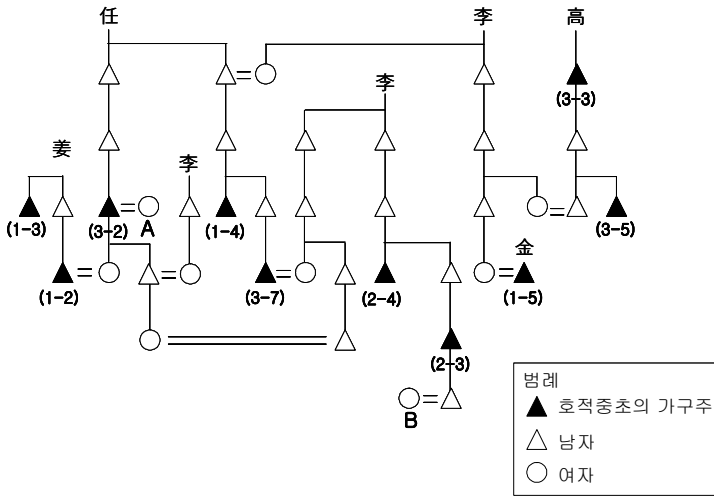 任 李 高
李
(3-3)
姜 李
(1-3) (3-2) A (1-4) (3-5)
金
(1-2) (3-7) (2-4) (1-5)
(2-3)
B
범례
호적중초의 가구주
남자
여자